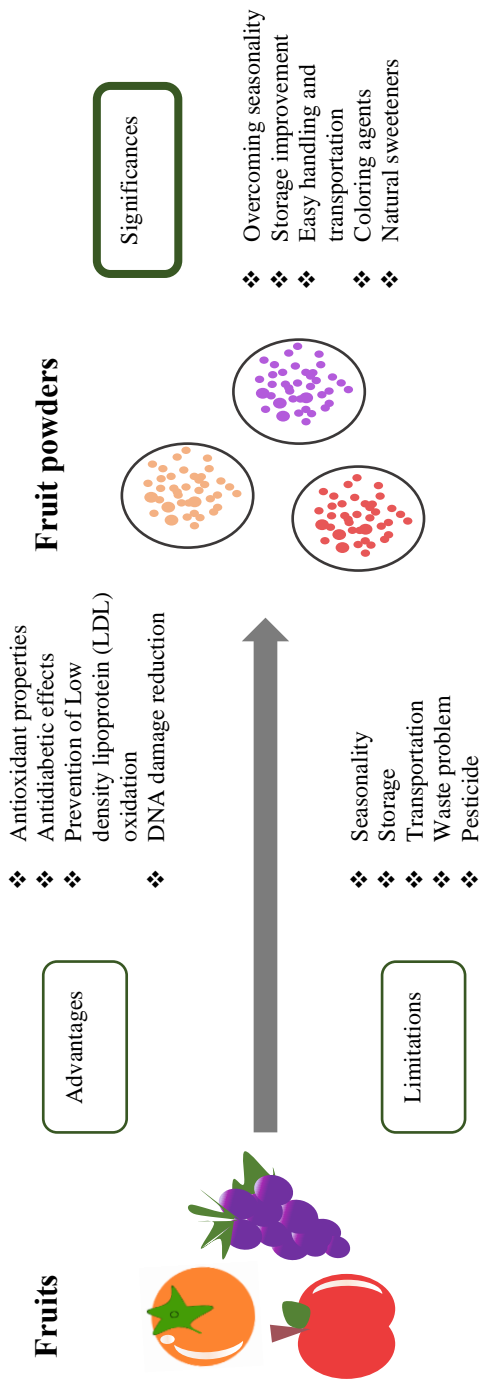 Fruits
Advantages
❖ Antioxidant properties
❖ Antidiabetic effects
❖ Prevention of Low
density lipoprotein (LDL)
oxidation
❖ DNA damage reduction
Limitations
❖ Seasonality
❖ Storage
❖ Transportation
❖ Waste problem
❖ Pesticide
Fruit powders
Significances
❖ Overcoming seasonality
❖ Storage improvement
❖ Easy handling and
transportation
❖ Coloring agents
❖ Natural sweeteners